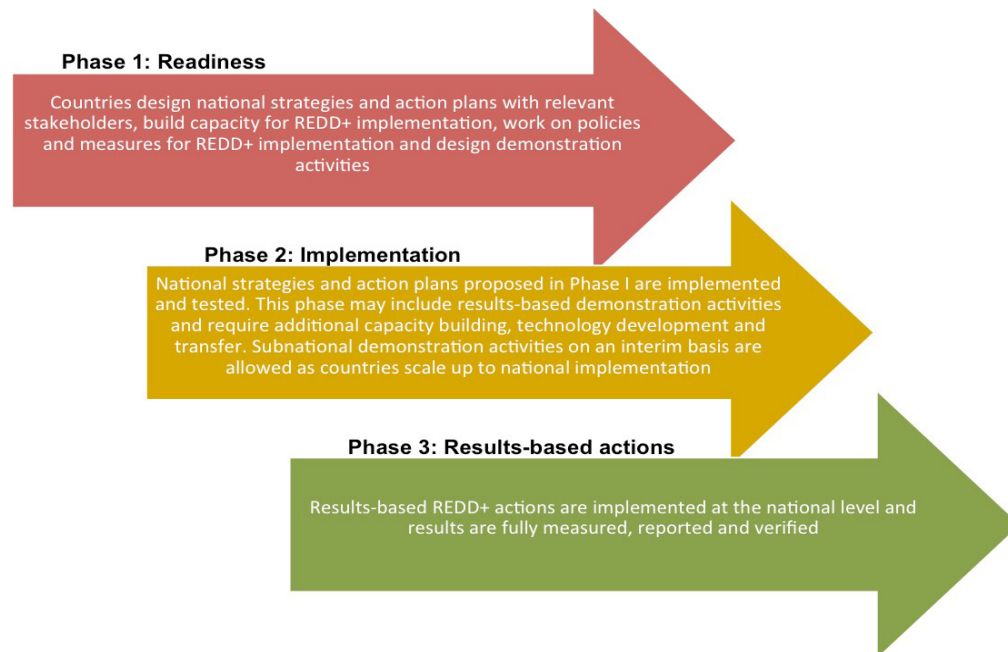 Phase 1: Readiness
Countries design national strategies and action plans with relevant
stakeholders, build capacity for REDD+ implementation, work on policies
and measures for REDD+ implementation and design demonstration
activities
Phase 2: Implementation
National strategies and action plans proposed in Phase I are implemented
and tested. This phase may include results-based demonstration activities
and require additional capacity building, technology development and
transfer. Subnational demonstration activities on an interim basis are
allowed as countries scale up to national implementation
Phase 3: Results-based actions
Results-based REDD+ actions are implemented at the national level and
results are fully measured, reported and verified